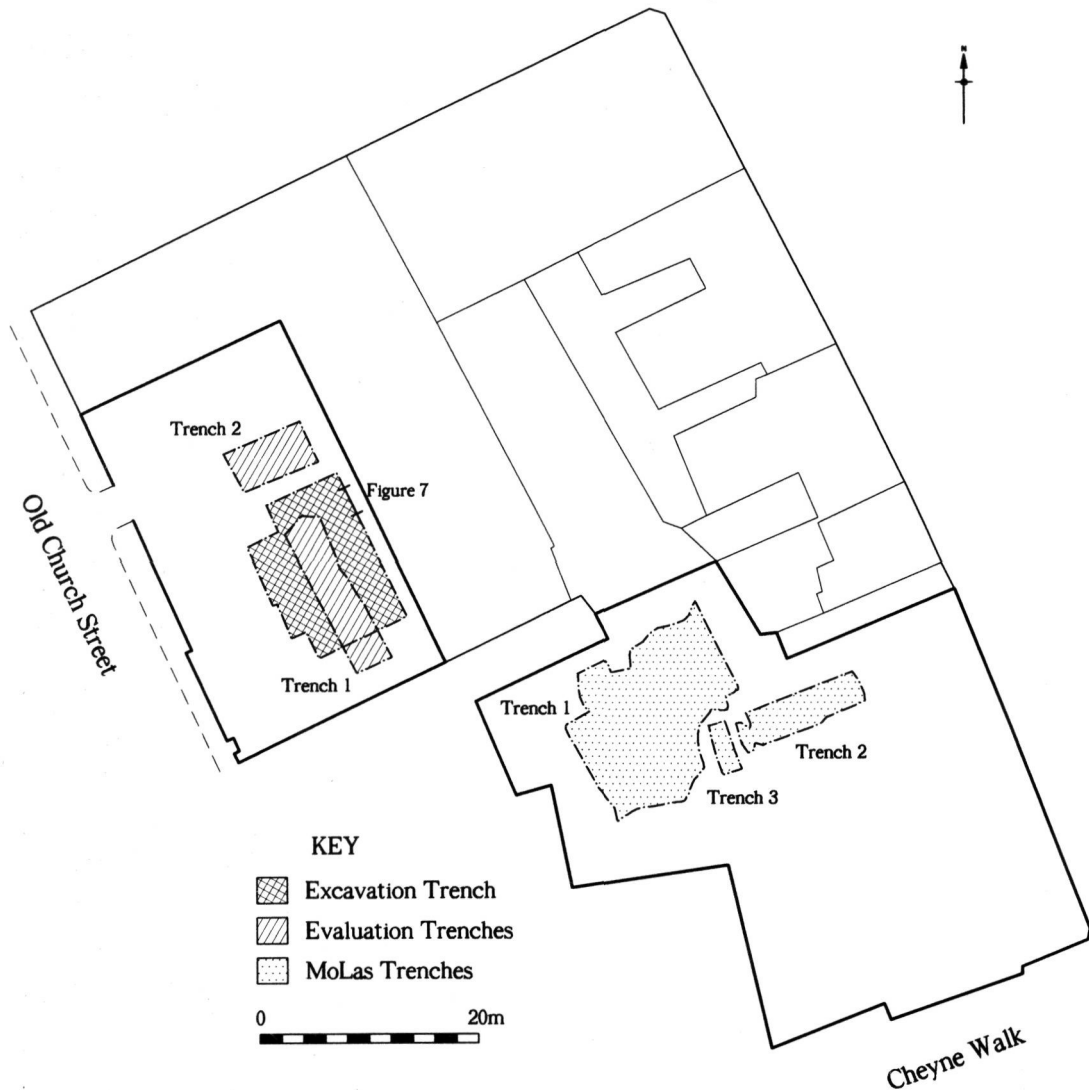 N
Trench 2
Figure 7
Old Church Street
Trench 1
Trench 1
Trench 2
Trench 3
KEY
Excavation Trench
Evaluation Trenches
MoLas Trenches
0 20m
Cheyne Walk